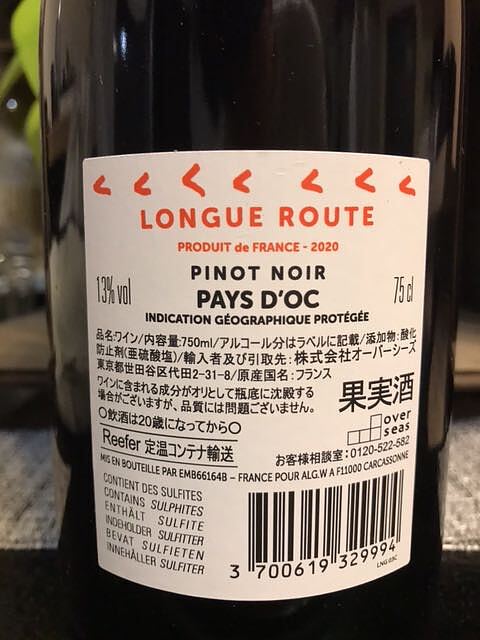 LONGUE ROUTE
PRODUIT de FRANCE - 2020
PINOT NOIR
13% vol
PAYS D'OC
75 cl
INDICATION GÉOGRAPHIQUE PROTÉGÉE
品名:ワイン/内容量:750ml/アルコール分はラベルに記載/添加物:酸化
防止剤(亜硫酸塩)/輸入者及び引取先:株式会社オーバーシーズ
東京都世田谷区代田2-31-8/原産国名:フランス
ワインに含まれる成分がオリとして瓶底に沈殿する
場合がございますが、品質には問題ございません。
果実酒
○飲酒は20歳になってから○
over
seas
Reefer 定温コンテナ輸送
お客様相談室:0120-522-582
MIS EN BOUTEILLE PAR EMB66164B – FRANCE POUR ALG.W A F11000 CARCASSONNE
CONTIENT DES SULFITES
CONTAINS SULPHITES
ENTHÄLT SULFITE
INDEHOLDER SULFITTER
BEVAT SULFIETEN
INNEHÅLLER SULFITER
3 700619 329994